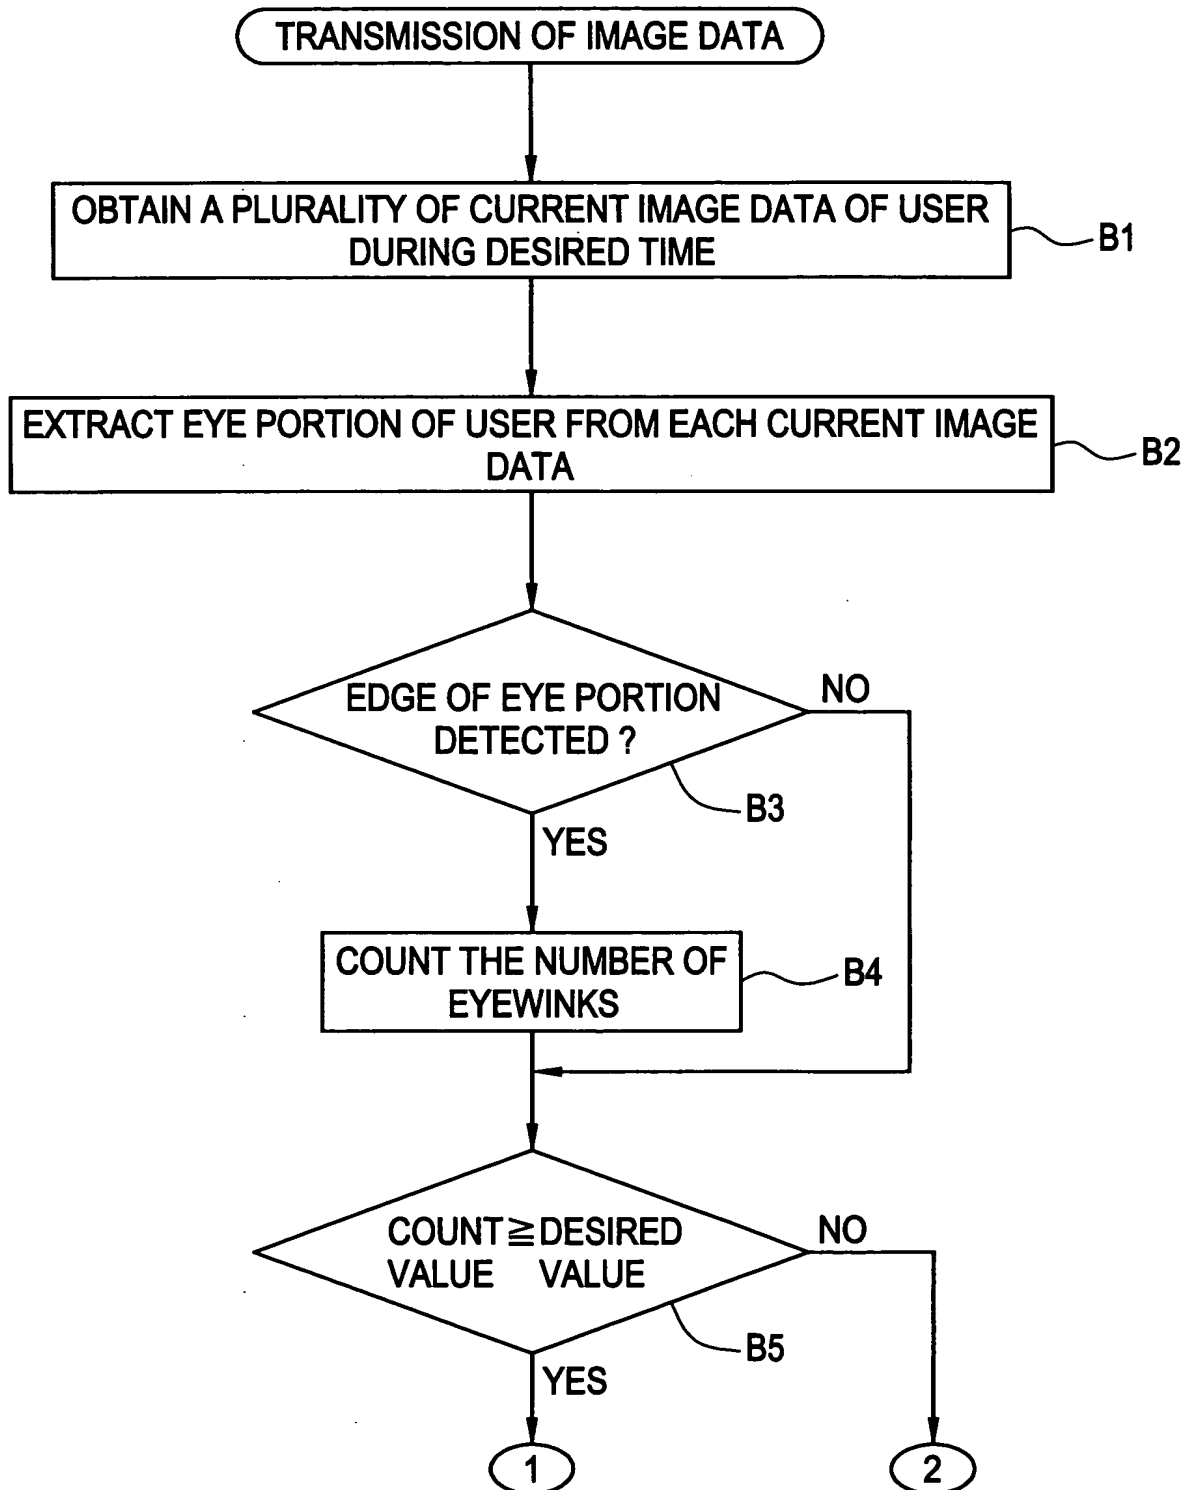 TRANSMISSION OF IMAGE DATA
OBTAIN A PLURALITY OF CURRENT IMAGE DATA OF USER
DURING DESIRED TIME
B1
EXTRACT EYE PORTION OF USER FROM EACH CURRENT IMAGE
DATA
B2
EDGE OF EYE PORTION
DETECTED ?
NO
B3
YES
COUNT THE NUMBER OF
EYEWINKS
B4
COUNT ≧ DESIRED
VALUE VALUE
NO
B5
YES
1
2